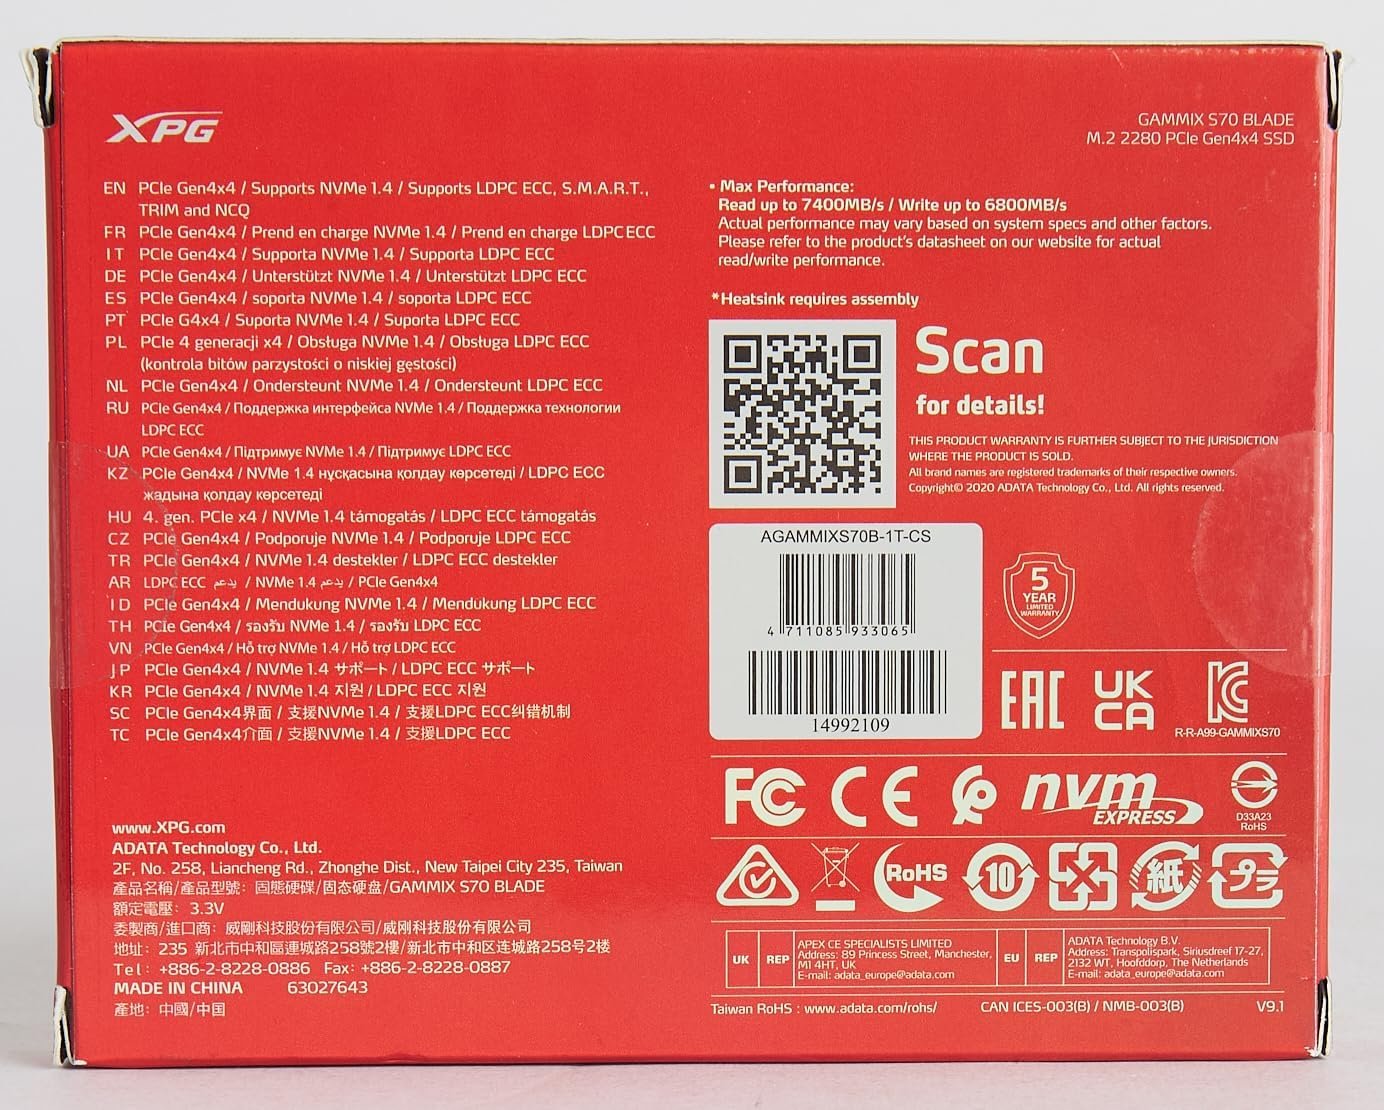 XPG
GAMMIX S70 BLADE
M.2 2280 PCIe Gen4x4 SSD
EN PCIe Gen4x4 / Supports NVMe 1.4 / Supports LDPC ECC, S.M.A.R.T.,
TRIM and NCQ
FR PCIe Gen4x4 / Prend en charge NVMe 1.4 / Prend en charge LDPC ECC
IT PCIe Gen4x4 / Supporta NVMe 1.4 / Supporta LDPC ECC
DE PCIe Gen4x4 / Unterstützt NVMe 1.4 / Unterstützt LDPC ECC
ES PCIe Gen4x4 / soporta NVMe 1.4 / soporta LDPC ECC
PT PCIe G4x4 / Suporta NVMe 1.4 / Suporta LDPC ECC
PL PCIe 4 generacji x4 / Obsługa NVMe 1.4 / Obsługa LDPC ECC
(kontrola bitów parzystości o niskiej gęstości)
NL PCIe Gen4x4 / Ondersteunt NVMe 1.4 / Ondersteunt LDPC ECC
RU PCIe Gen4x4 / Поддержка интерфейса NVMe 1.4 / Поддержка технологии
LDPC ECC
UA PCIe Gen4x4 / Підтримує NVMe 1.4 / Підтримує LDPC ECC
KZ PCIe Gen4x4 / NVMe 1.4 нұсқасына қолдау көрсетеді / LDPC ECC
жадына қолдау көрсетеді
HU 4. gen. PCIe x4 / NVMe 1.4 támogatás / LDPC ECC támogatás
CZ PCIe Gen4x4 / Podporuje NVMe 1.4 / Podporuje LDPC ECC
TR PCIe Gen4x4 / NVMe 1.4 destekler / LDPC ECC destekler
AR LDPC ECC يدعم / NVMe 1.4 يدعم / PCIe Gen4x4
ID PCIe Gen4x4 / Mendukung NVMe 1.4 / Mendukung LDPC ECC
TH PCIe Gen4x4 / รองรับ NVMe 1.4 / รองรับ LDPC ECC
VN PCIe Gen4x4 / Hỗ trợ NVMe 1.4 / Hỗ trợ LDPC ECC
JP PCIe Gen4x4 / NVMe 1.4 サポート / LDPC ECC サポート
KR PCIe Gen4x4 / NVMe 1.4 지원 / LDPC ECC 지원
SC PCIe Gen4x4界面 / 支援NVMe 1.4 / 支援LDPC ECC纠错机制
TC PCIe Gen4x4介面 / 支援NVMe 1.4 / 支援LDPC ECC
www.XPG.com
ADATA Technology Co., Ltd.
2F, No. 258, Liancheng Rd., Zhonghe Dist., New Taipei City 235, Taiwan
產品名稱/產品型號: 固態硬碟/固态硬盘/GAMMIX S70 BLADE
額定電壓: 3.3V
委製商/進口商: 威剛科技股份有限公司/威刚科技股份有限公司
地址: 235 新北市中和區連城路258號2樓/新北市中和区连城路258号2楼
Tel: +886-2-8228-0886 Fax: +886-2-8228-0887
MADE IN CHINA 63027643
產地: 中國/中国
• Max Performance:
Read up to 7400MB/s / Write up to 6800MB/s
Actual performance may vary based on system specs and other factors.
Please refer to the product's datasheet on our website for actual
read/write performance.
*Heatsink requires assembly
Scan
for details!
THIS PRODUCT WARRANTY IS FURTHER SUBJECT TO THE JURISDICTION
WHERE THE PRODUCT IS SOLD.
All brand names are registered trademarks of their respective owners.
Copyright© 2020 ADATA Technology Co., Ltd. All rights reserved.
AGAMMIXS70B-1T-CS
4 711085 933065
14992109
5
YEAR
LIMITED
WARRANTY
EAC
UK
CA
R-R-A99-GAMMIXS70
FC CE nvm
EXPRESS
D33A23
RoHS
RoHS 10 紙 プラ
UK REP
APEX CE SPECIALISTS LIMITED
Address: 89 Princess Street, Manchester,
M1 4HT, UK
E-mail: adata_europe@adata.com
EU REP
ADATA Technology B.V.
Address: Transpolispark, Siriusdreef 17-27,
2132 WT, Hoofddorp, The Netherlands
E-mail: adata_europe@adata.com
Taiwan RoHS : www.adata.com/rohs/ CAN ICES-003(B) / NMB-003(B) V9.1